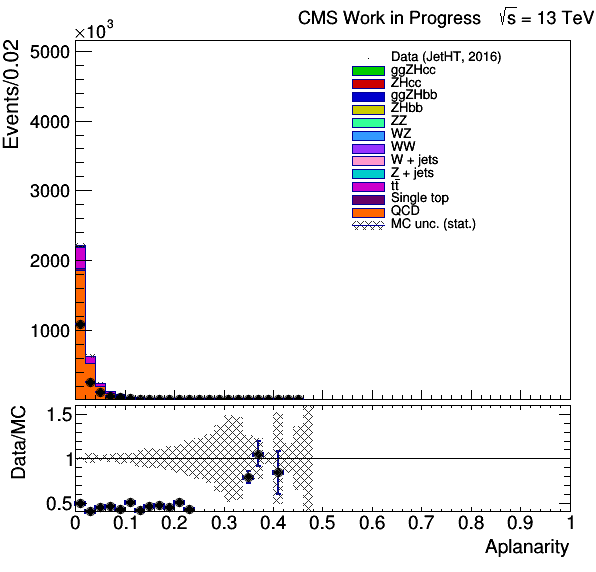 CMS Work in Progress √s = 13 TeV
×10³
Events/0.02
5000
4000
3000
2000
1000
Data (JetHT, 2016)
ggZHcc
ZHcc
ggZHbb
ZHbb
ZZ
WZ
WW
W + jets
Z + jets
tt̄
Single top
QCD
MC unc. (stat.)
Data/MC
1.5
1
0.5
0 0.1 0.2 0.3 0.4 0.5 0.6 0.7 0.8 0.9 1
Aplanarity